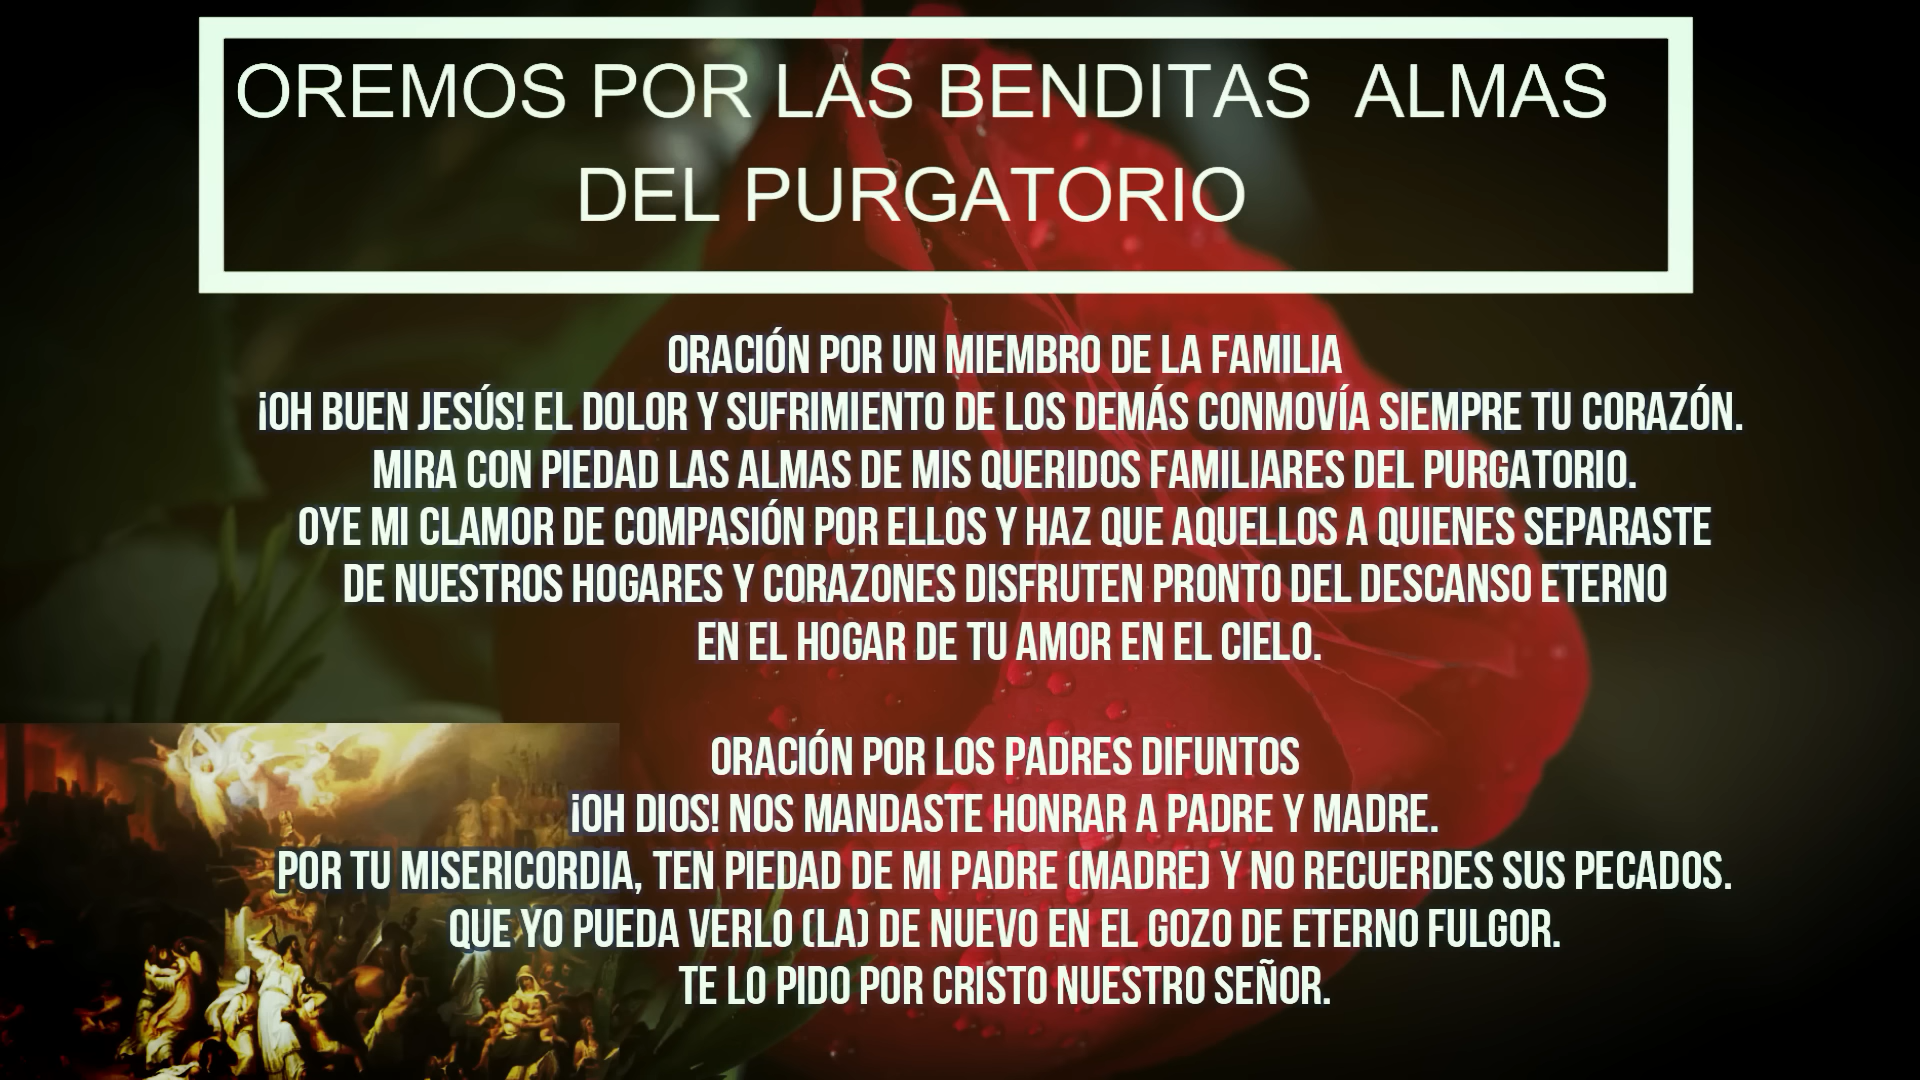 OREMOS POR LAS BENDITAS ALMAS
DEL PURGATORIO
ORACIÓN POR UN MIEMBRO DE LA FAMILIA
¡OH BUEN JESÚS! EL DOLOR Y SUFRIMIENTO DE LOS DEMÁS CONMOVÍA SIEMPRE TU CORAZÓN.
MIRA CON PIEDAD LAS ALMAS DE MIS QUERIDOS FAMILIARES DEL PURGATORIO.
OYE MI CLAMOR DE COMPASIÓN POR ELLOS Y HAZ QUE AQUELLOS A QUIENES SEPARASTE
DE NUESTROS HOGARES Y CORAZONES DISFRUTEN PRONTO DEL DESCANSO ETERNO
EN EL HOGAR DE TU AMOR EN EL CIELO.
ORACIÓN POR LOS PADRES DIFUNTOS
¡OH DIOS! NOS MANDASTE HONRAR A PADRE Y MADRE.
POR TU MISERICORDIA, TEN PIEDAD DE MI PADRE (MADRE) Y NO RECUERDES SUS PECADOS.
QUE YO PUEDA VERLO (LA) DE NUEVO EN EL GOZO DE ETERNO FULGOR.
TE LO PIDO POR CRISTO NUESTRO SEÑOR.